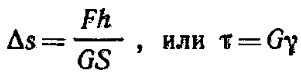 Δs = Fh / GS , или τ = Gγ